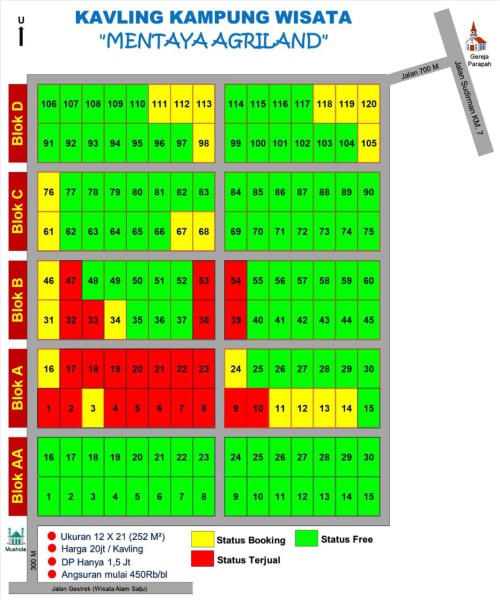 KAVLING KAMPUNG WISATA
"MENTAYA AGRILAND"
U
Gereja
Parapah
Jalan 700 M
Jalan Sudirman KM. 7
Blok D
106 107 108 109 110 111 112 113 114 115 116 117 118 119 120
91 92 93 94 95 96 97 98 99 100 101 102 103 104 105
Blok C
76 77 78 79 80 81 82 83 84 85 86 87 88 89 90
61 62 63 64 65 66 67 68 69 70 71 72 73 74 75
Blok B
46 47 48 49 50 51 52 53 54 55 56 57 58 59 60
31 32 33 34 35 36 37 38 39 40 41 42 43 44 45
Blok A
16 17 18 19 20 21 22 23 24 25 26 27 28 29 30
1 2 3 4 5 6 7 8 9 10 11 12 13 14 15
Blok AA
16 17 18 19 20 21 22 23 24 25 26 27 28 29 30
1 2 3 4 5 6 7 8 9 10 11 12 13 14 15
Mushola
300 M
Ukuran 12 X 21 (252 M²)
Harga 20jt / Kavling
DP Hanya 1,5 Jt
Angsuran mulai 450Rb/bl
Status Booking
Status Free
Status Terjual
Jalan Gestrek (Wisata Alam Salju)